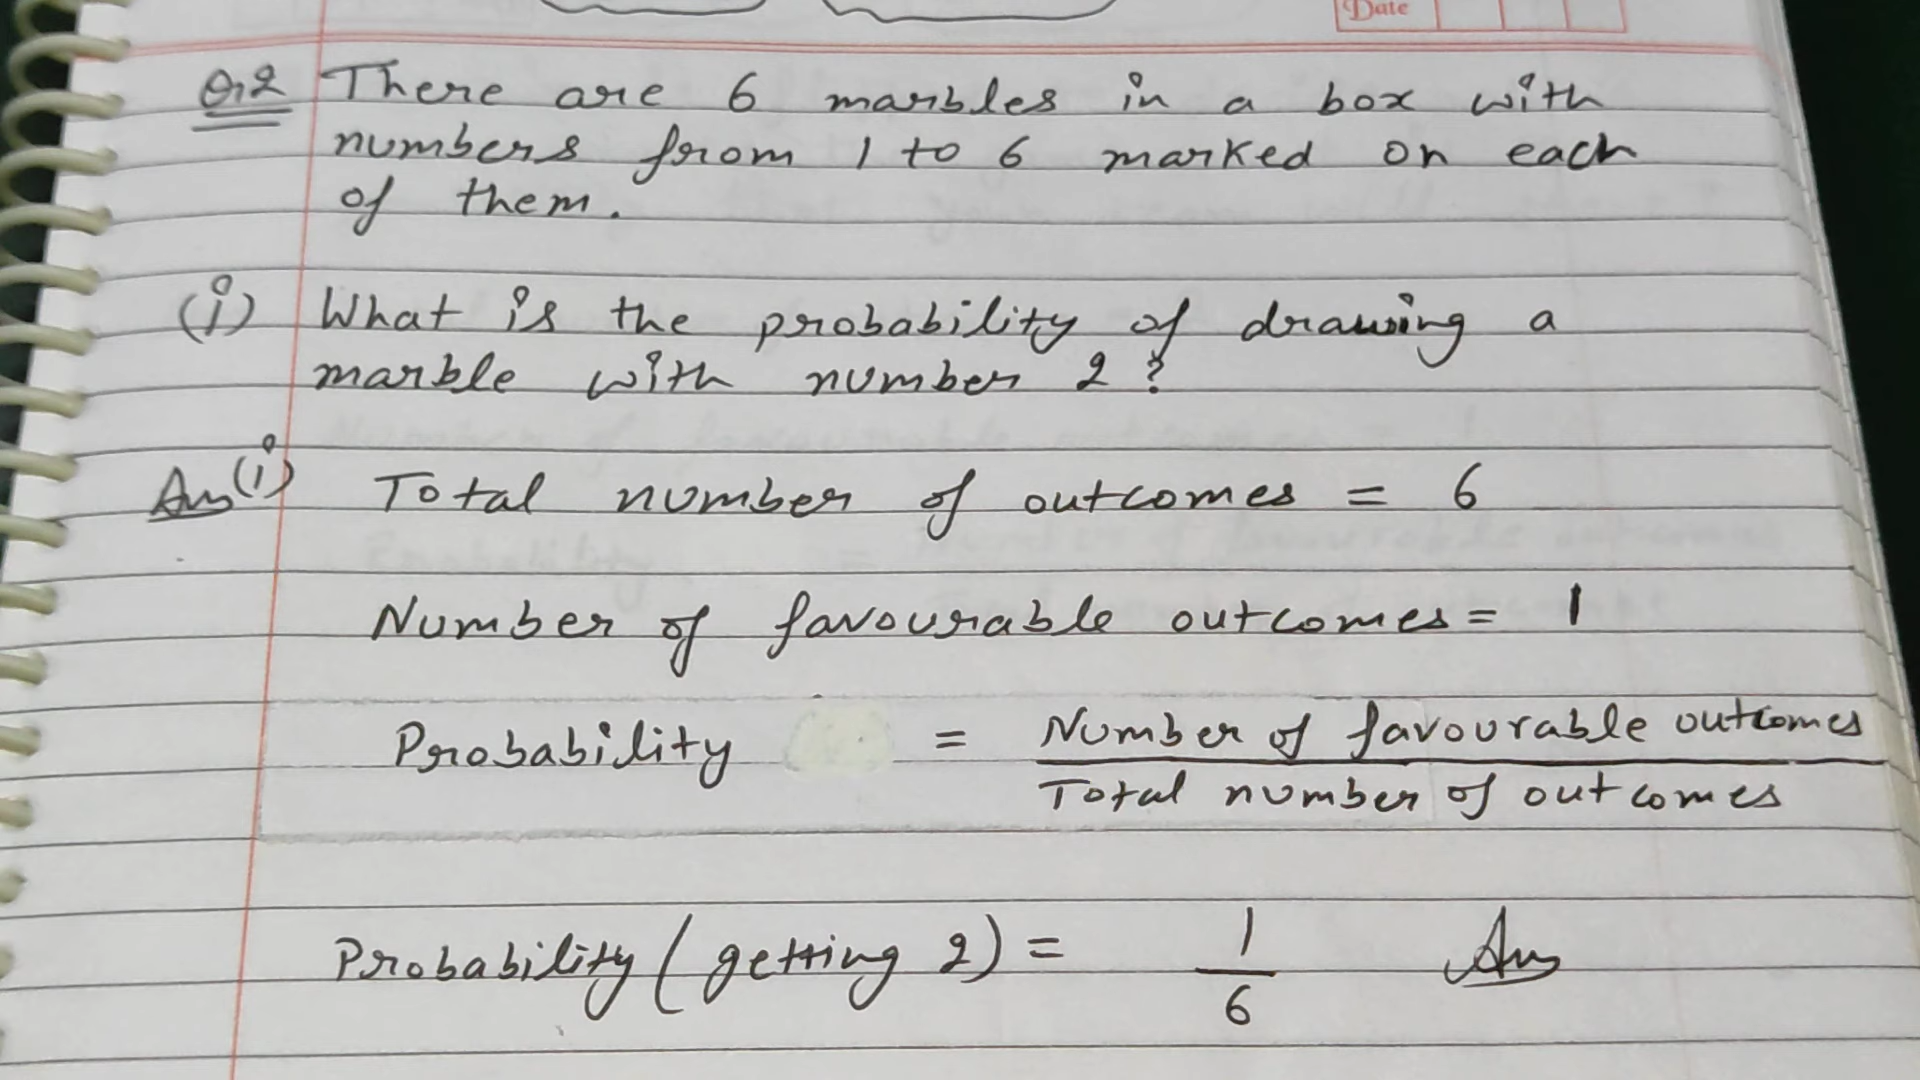 Date
Q.2 There are 6 marbles in a box with
numbers from 1 to 6 marked on each
of them.
(i) What is the probability of drawing a
marble with number 2 ?
Ans(i) Total number of outcomes = 6
Number of favourable outcomes = 1
Probability = Number of favourable outcomes
Total number of outcomes
Probability ( getting 2 ) = 1/6 Ans